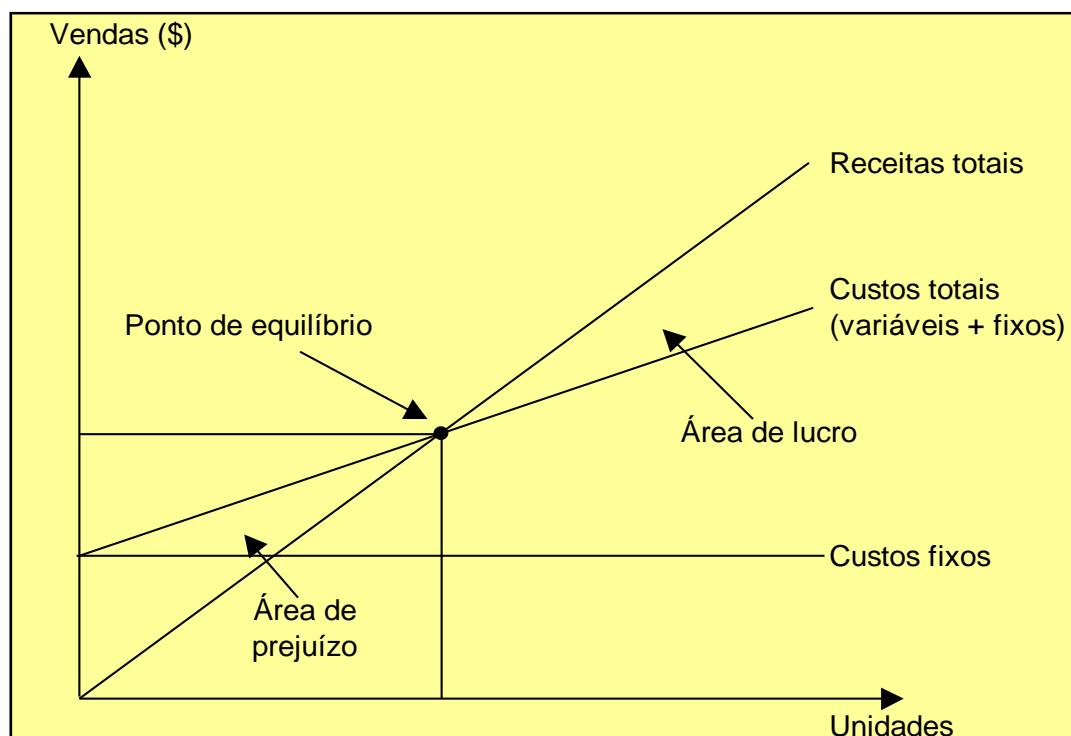 Vendas ($)
Receitas totais
Custos totais
(variáveis + fixos)
Ponto de equilíbrio
Área de lucro
Custos fixos
Área de
prejuízo
Unidades